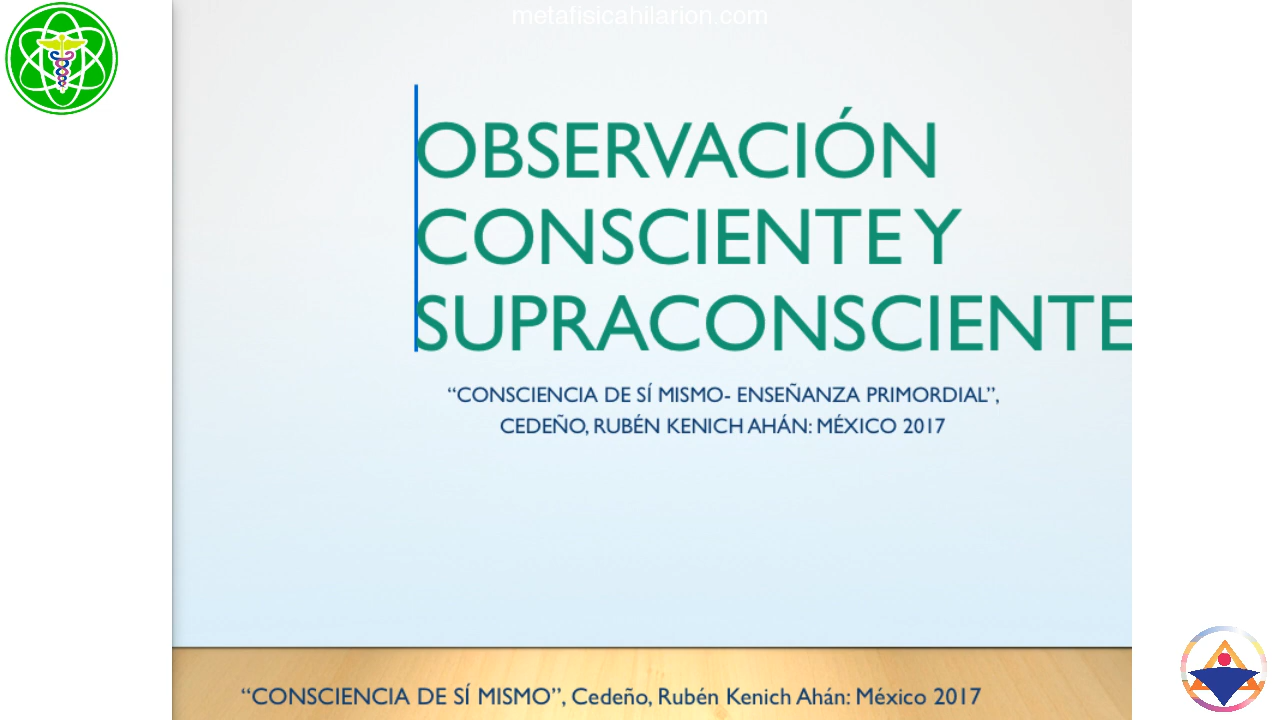 metafisicahilarion.com
OBSERVACIÓN
CONSCIENTE Y
SUPRACONSCIENTE
“CONSCIENCIA DE SÍ MISMO- ENSEÑANZA PRIMORDIAL”,
CEDEÑO, RUBÉN KENICH AHÁN: MÉXICO 2017
“CONSCIENCIA DE SÍ MISMO”, Cedeño, Rubén Kenich Ahán: México 2017